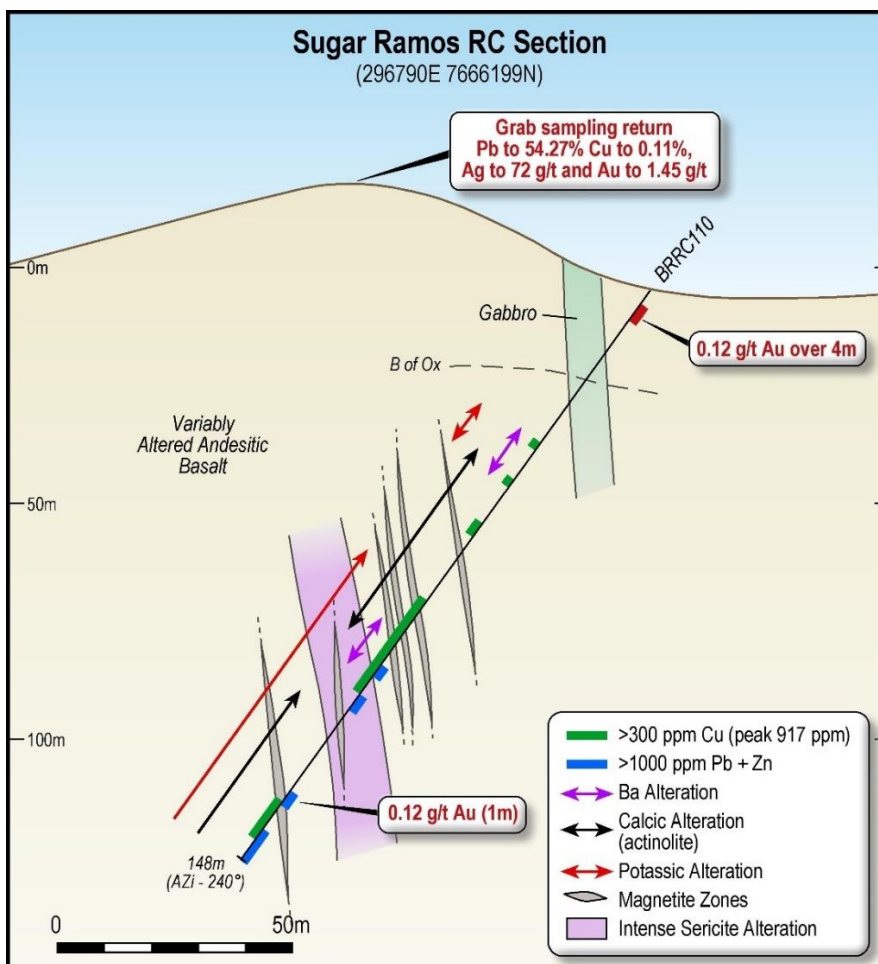 Sugar Ramos RC Section
(296790E 7666199N)
Grab sampling return
Pb to 54.27% Cu to 0.11%,
Ag to 72 g/t and Au to 1.45 g/t
BRRC110
0m
Gabbro
0.12 g/t Au over 4m
B of Ox
Variably
Altered Andesitic
Basalt
50m
100m
0.12 g/t Au (1m)
148m
(AZi - 240°)
0
50m
>300 ppm Cu (peak 917 ppm)
>1000 ppm Pb + Zn
Ba Alteration
Calcic Alteration
(actinolite)
Potassic Alteration
Magnetite Zones
Intense Sericite Alteration